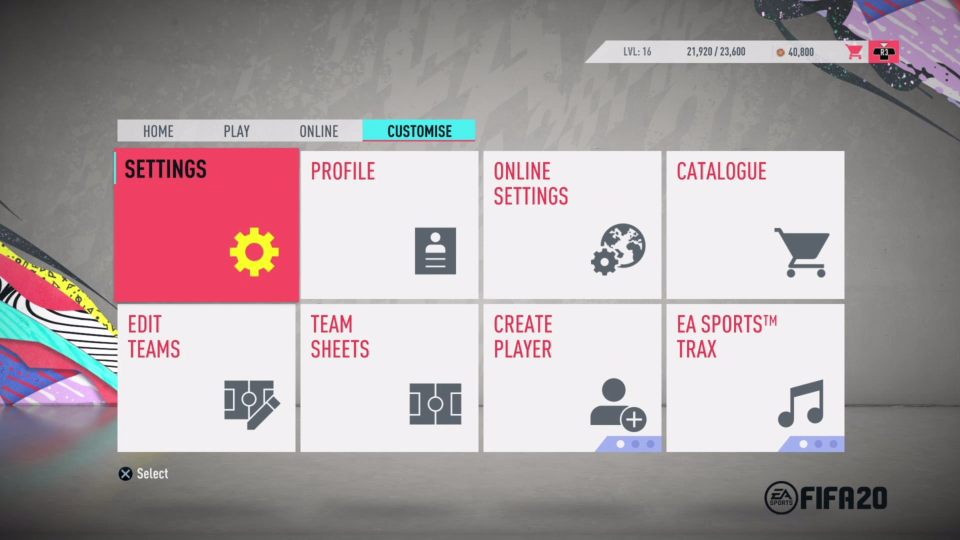 LVL: 16 21,920 / 23,600 40,800 R3
HOME PLAY ONLINE CUSTOMISE
SETTINGS
PROFILE
ONLINE
SETTINGS
CATALOGUE
EDIT
TEAMS
TEAM
SHEETS
CREATE
PLAYER
EA SPORTS™
TRAX
Select
EA SPORTS FIFA20